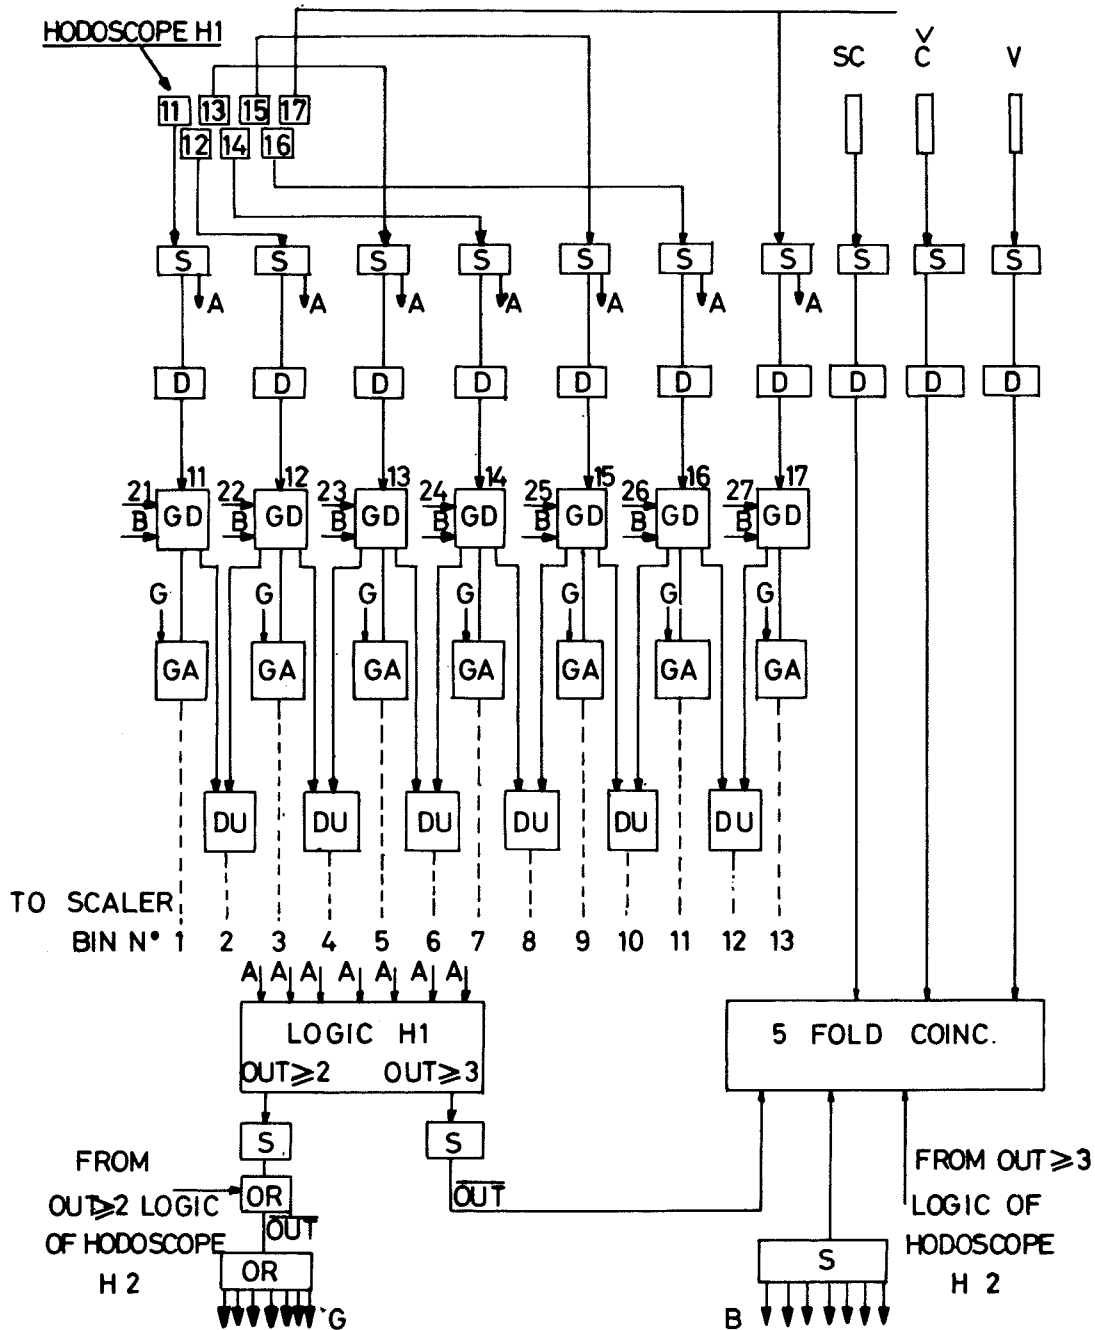 HODOSCOPE H1
SC Č V
11 13 15 17
12 14 16
S S S S S S S S S S
A A A A A A A
D D D D D D D D D D
11 12 13 14 15 16 17
21 22 23 24 25 26 27
GD GD GD GD GD GD GD
B B B B B B B
G G G G G G G
GA GA GA GA GA GA GA
DU DU DU DU DU DU
TO SCALER
BIN N° 1 2 3 4 5 6 7 8 9 10 11 12 13
A A A A A A A
LOGIC H1
OUT≥2 OUT≥3
5 FOLD COINC.
S S
FROM
OUT≥2 LOGIC
OF HODOSCOPE
H 2
OR
O̅U̅T̅
OR
G
O̅U̅T̅
FROM OUT≥3
LOGIC OF
HODOSCOPE
H 2
S
B